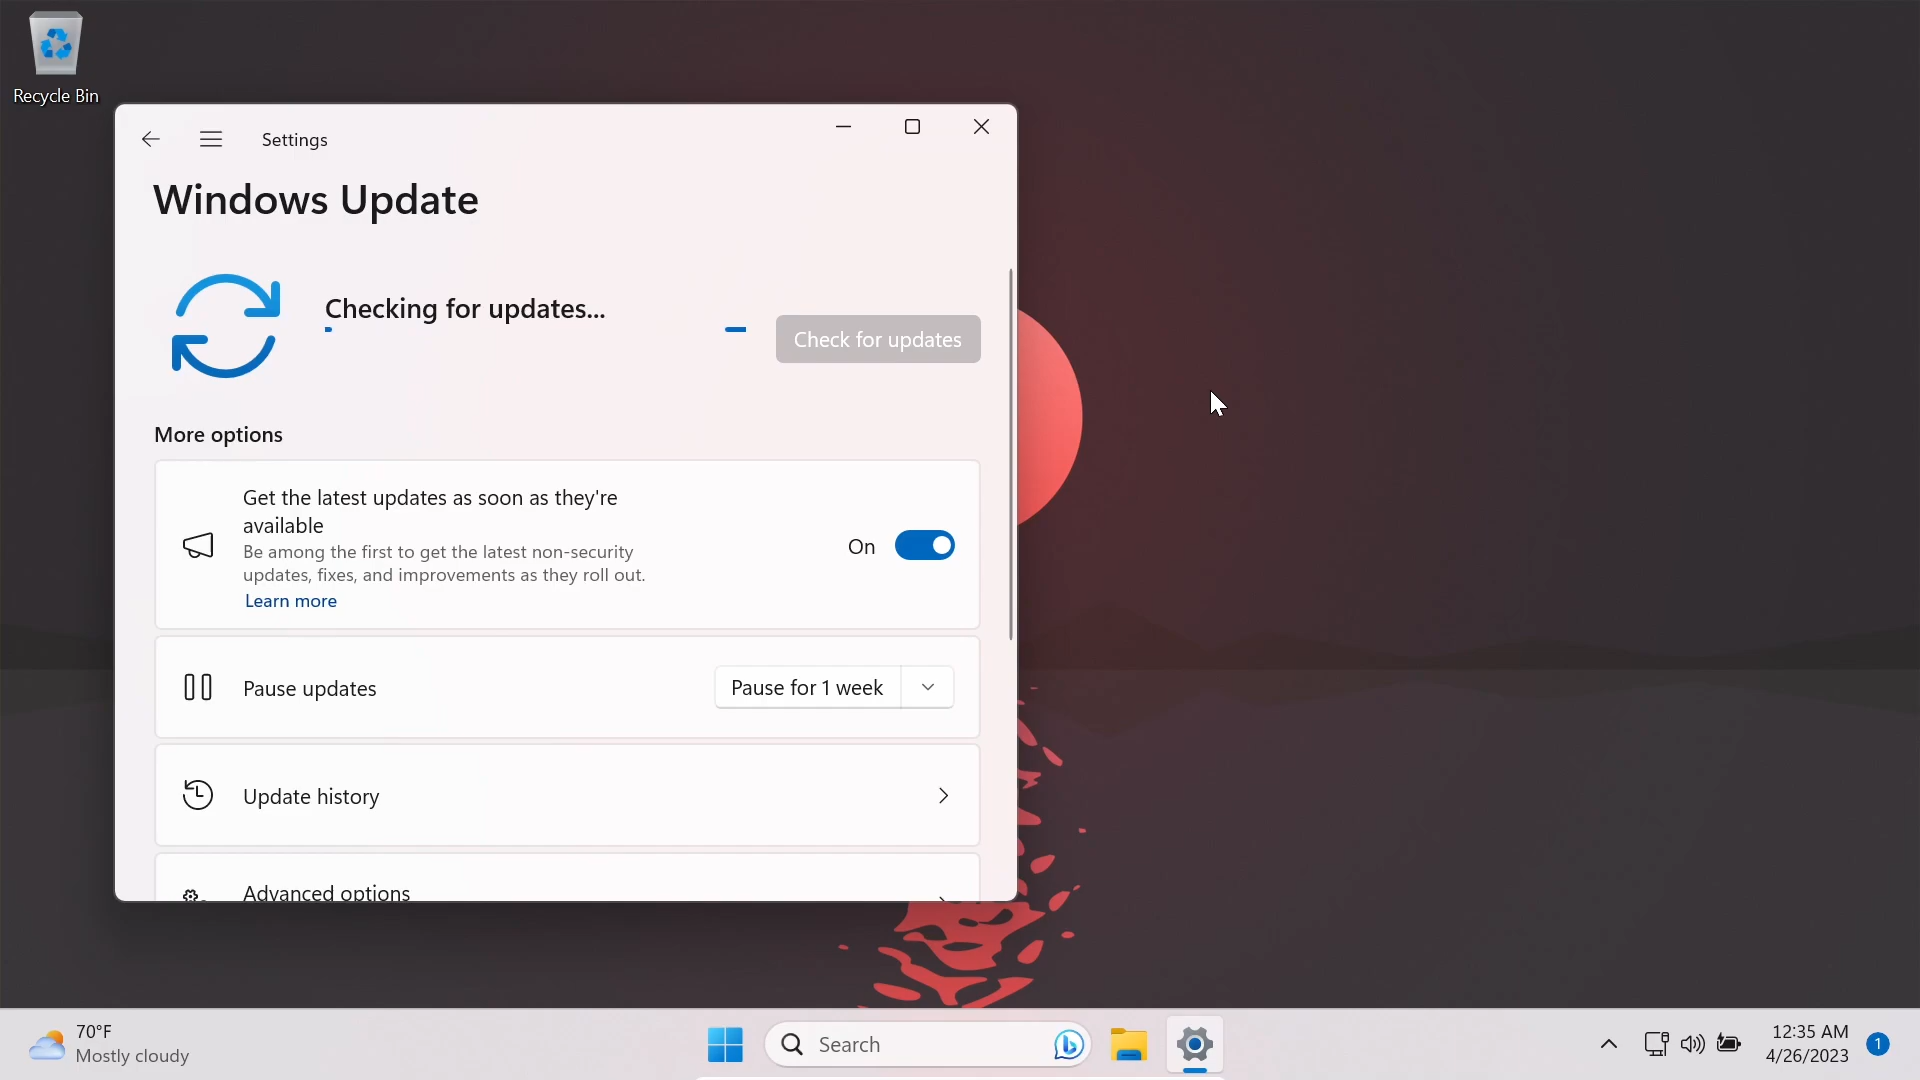 Recycle Bin
Settings
Windows Update
Checking for updates...
Check for updates
More options
Get the latest updates as soon as they're
available
Be among the first to get the latest non-security
updates, fixes, and improvements as they roll out.
Learn more
On
Pause updates
Pause for 1 week
Update history
Advanced options
70°F
Mostly cloudy
Search
12:35 AM
4/26/2023
1